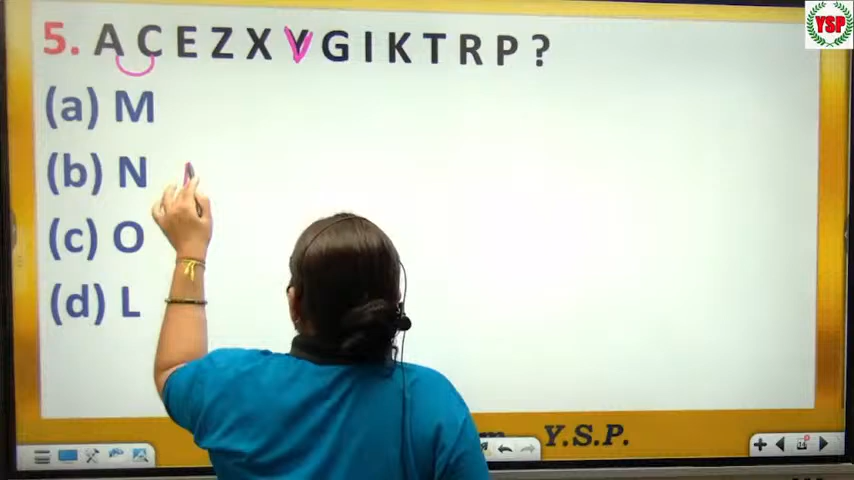 5. A C E Z X V G I K T R P ?
(a) M
(b) N
(c) O
(d) L
Y.S.P.
YSP